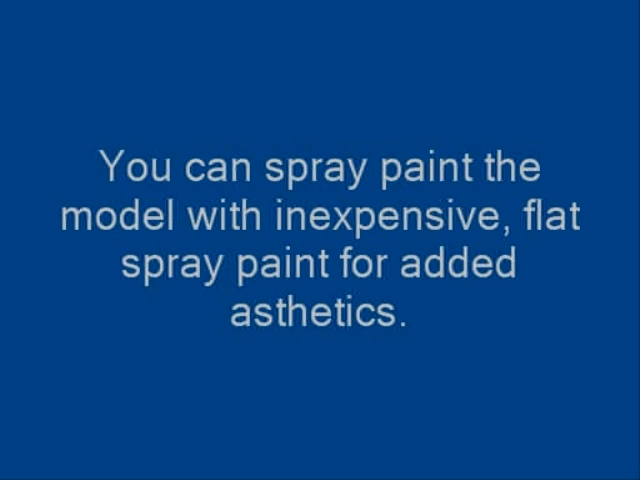 You can spray paint the
model with inexpensive, flat
spray paint for added
asthetics.